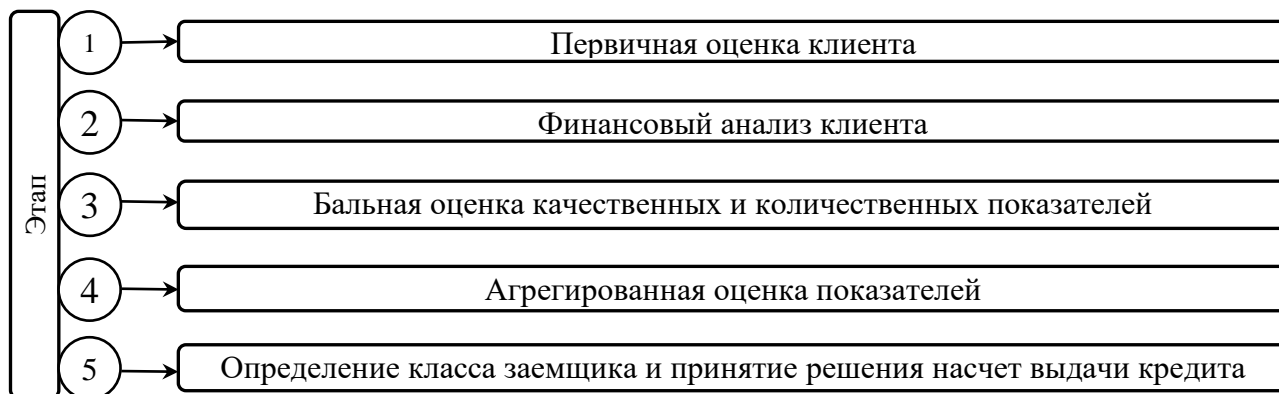 Этап
1
Первичная оценка клиента
2
Финансовый анализ клиента
3
Бальная оценка качественных и количественных показателей
4
Агрегированная оценка показателей
5
Определение класса заемщика и принятие решения насчет выдачи кредита